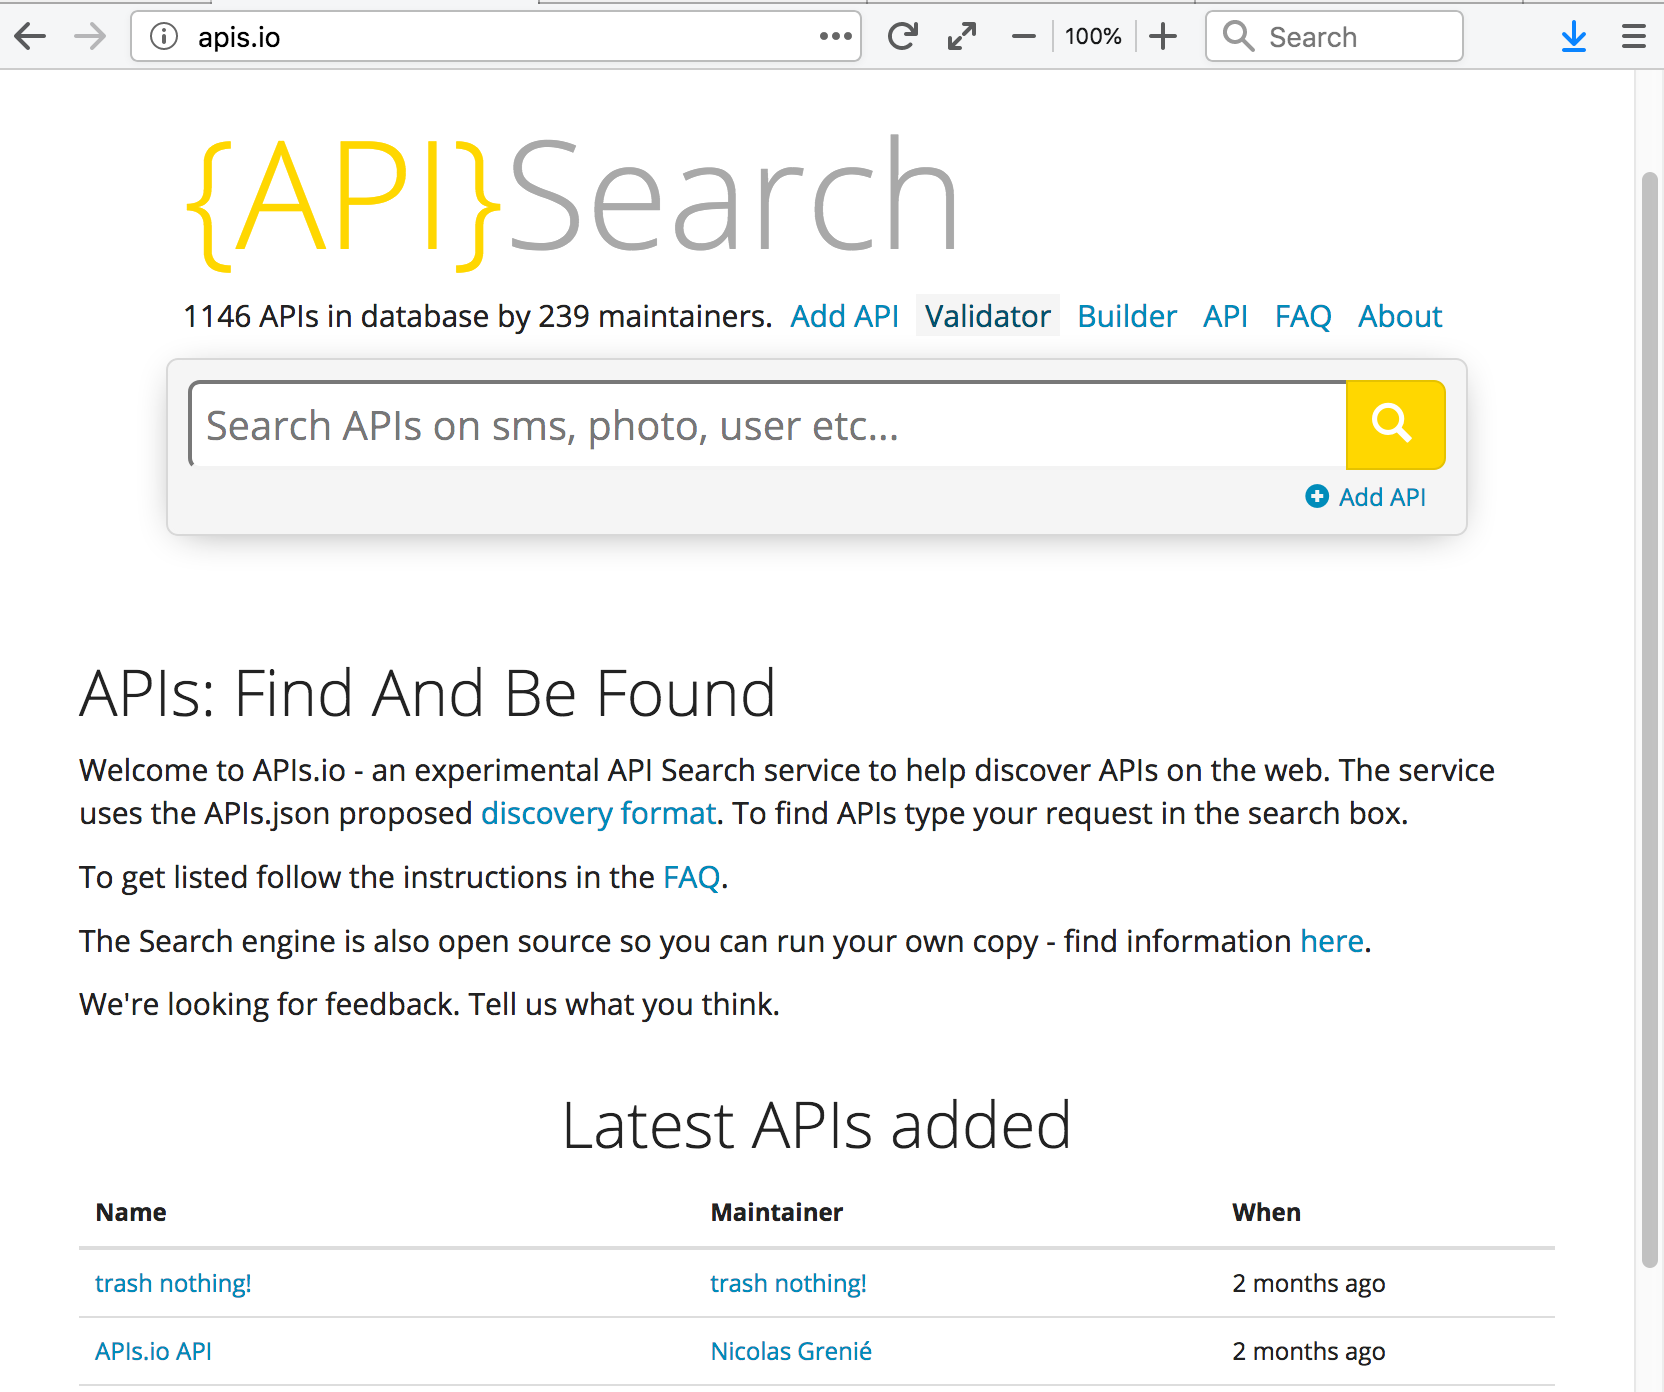 apis.io
100%
Search
{API}Search
1146 APIs in database by 239 maintainers. Add API Validator Builder API FAQ About
Search APIs on sms, photo, user etc...
Add API
APIs: Find And Be Found
Welcome to APIs.io - an experimental API Search service to help discover APIs on the web. The service
uses the APIs.json proposed discovery format. To find APIs type your request in the search box.
To get listed follow the instructions in the FAQ.
The Search engine is also open source so you can run your own copy - find information here.
We're looking for feedback. Tell us what you think.
Latest APIs added
Name Maintainer When
trash nothing! trash nothing! 2 months ago
APIs.io API Nicolas Grenié 2 months ago